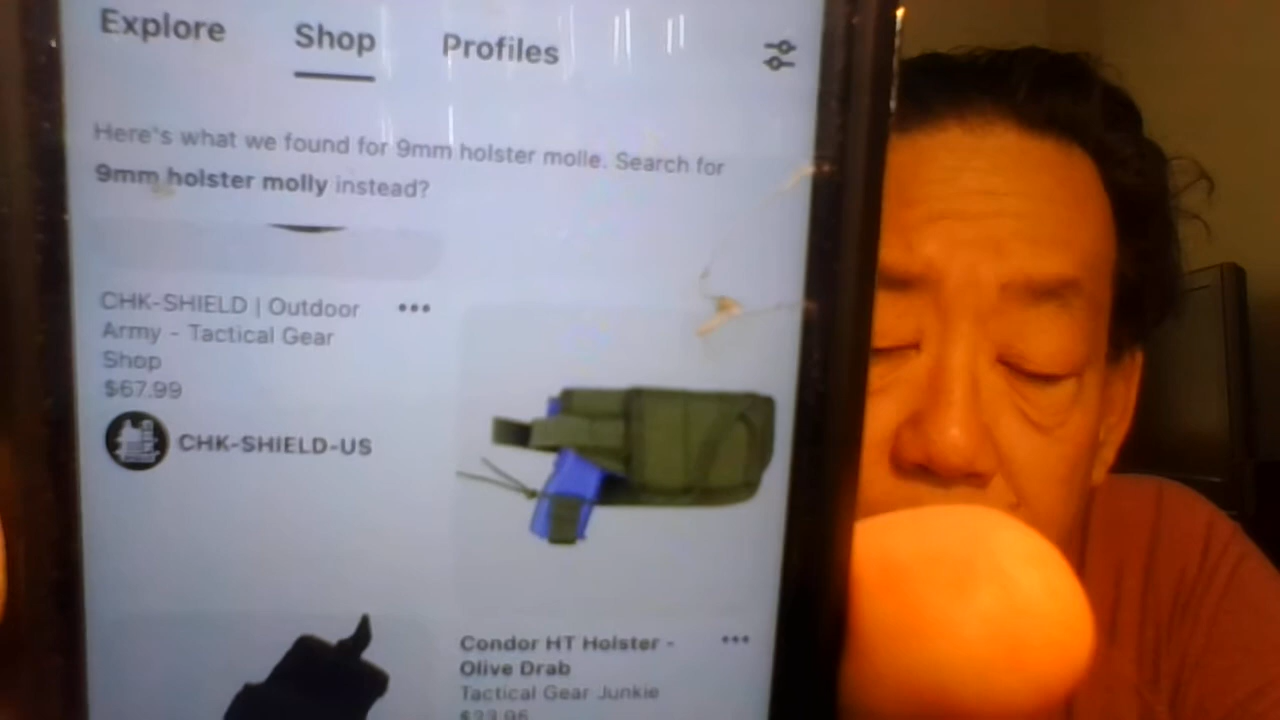 Explore Shop Profiles
Here's what we found for 9mm holster molle. Search for
9mm holster molly instead?
CHK-SHIELD | Outdoor
Army - Tactical Gear
Shop
$67.99
CHK-SHIELD-US
Condor HT Holster -
Olive Drab
Tactical Gear Junkie